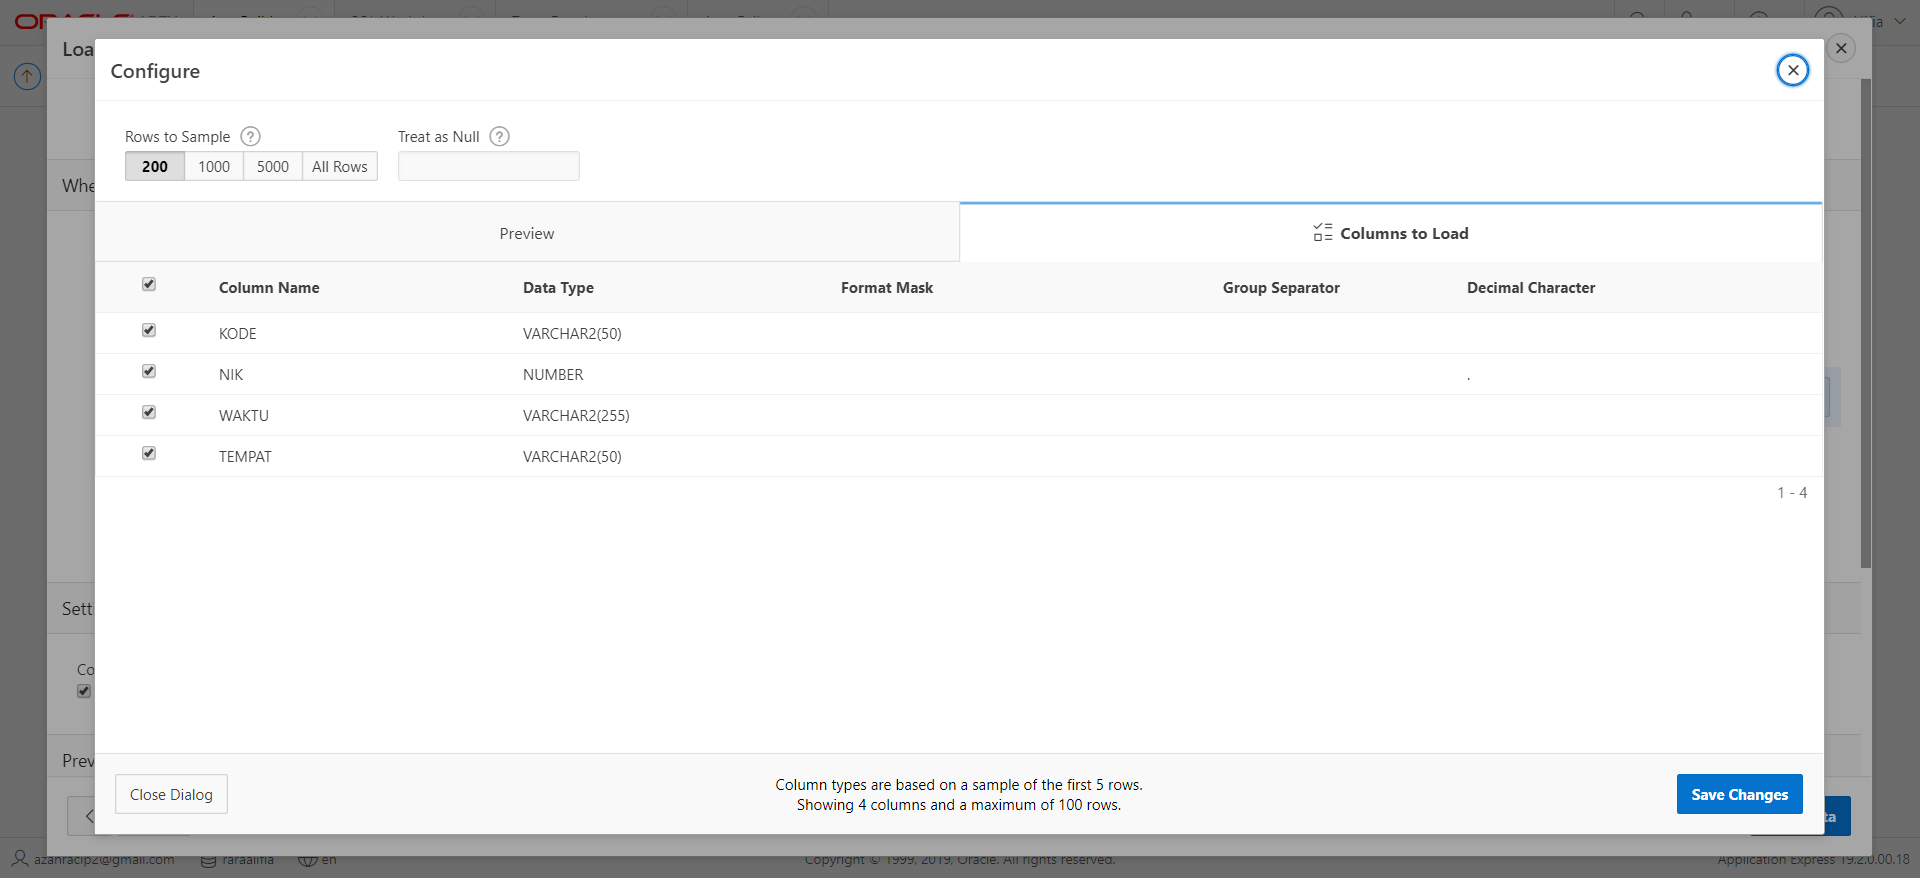 Loa
Configure
Rows to Sample ?
Treat as Null ?
200 1000 5000 All Rows
Whe
Preview
Columns to Load
Column Name Data Type Format Mask Group Separator Decimal Character
KODE VARCHAR2(50)
NIK NUMBER .
WAKTU VARCHAR2(255)
TEMPAT VARCHAR2(50)
1 - 4
Sett
Co
Prev
Column types are based on a sample of the first 5 rows.
Showing 4 columns and a maximum of 100 rows.
Close Dialog
Save Changes
ta
azanraclp2@gmail.com raraalifia en
Copyright © 1999, 2019, Oracle. All rights reserved.
Application Express 19.2.0.00.18